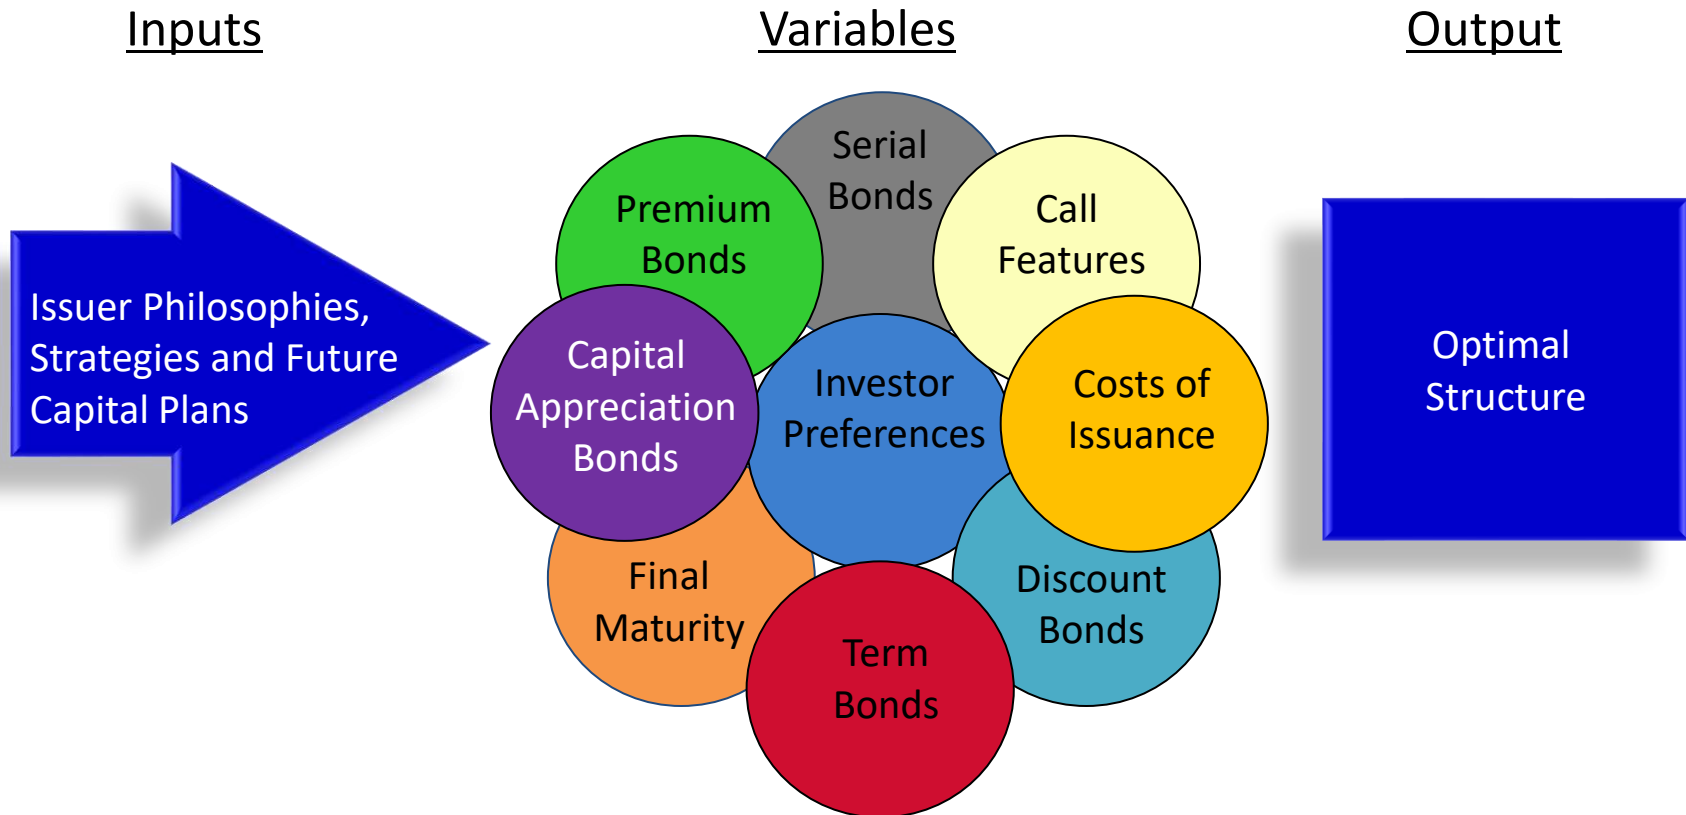 Inputs
Variables
Output
Issuer Philosophies,
Strategies and Future
Capital Plans
Serial
Bonds
Premium
Bonds
Call
Features
Capital
Appreciation
Bonds
Investor
Preferences
Costs of
Issuance
Final
Maturity
Discount
Bonds
Term
Bonds
Optimal
Structure